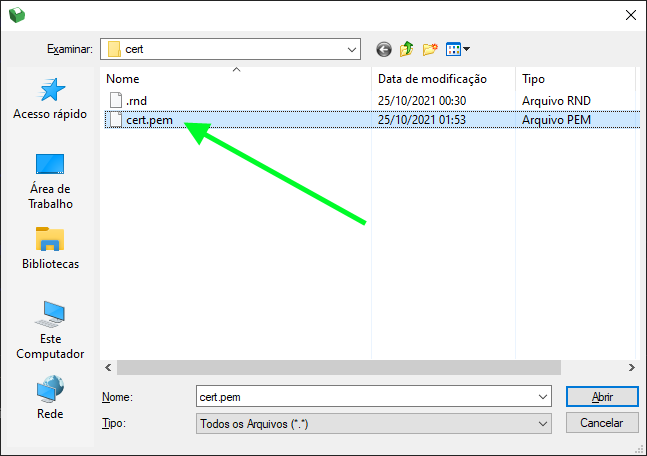 Examinar: cert
Nome Data de modificação Tipo
.rnd 25/10/2021 00:30 Arquivo RND
cert.pem 25/10/2021 01:53 Arquivo PEM
Acesso rápido
Área de
Trabalho
Bibliotecas
Este
Computador
Rede
Nome: cert.pem Abrir
Tipo: Todos os Arquivos (*.*) Cancelar